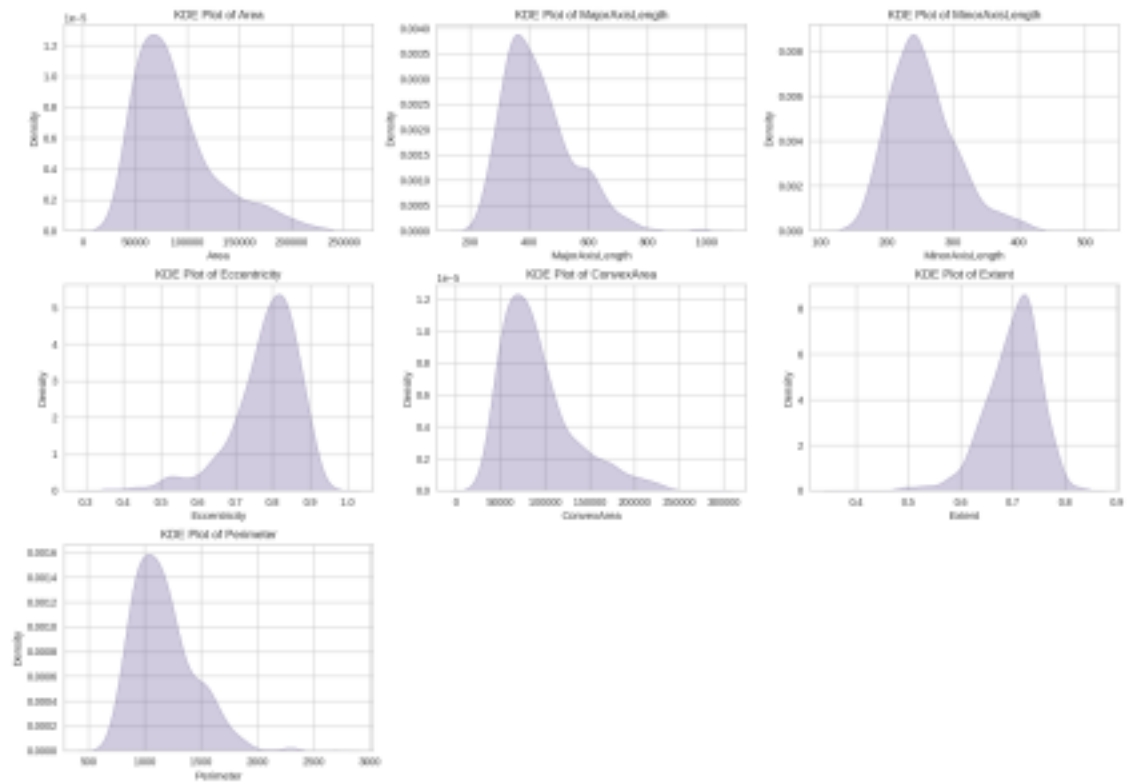 KDE Plot of Area
1e-5
Density
1.2
1.0
0.8
0.6
0.4
0.2
0.0
0 50000 100000 150000 200000 250000
Area
KDE Plot of MajorAxisLength
Density
0.0040
0.0035
0.0030
0.0025
0.0020
0.0015
0.0010
0.0005
0.0000
200 400 600 800 1000
MajorAxisLength
KDE Plot of MinorAxisLength
Density
0.008
0.006
0.004
0.002
0.000
100 200 300 400 500
MinorAxisLength
KDE Plot of Eccentricity
Density
5
4
3
2
1
0
0.3 0.4 0.5 0.6 0.7 0.8 0.9 1.0
Eccentricity
KDE Plot of ConvexArea
1e-5
Density
1.2
1.0
0.8
0.6
0.4
0.2
0.0
0 50000 100000 150000 200000 250000 300000
ConvexArea
KDE Plot of Extent
Density
8
6
4
2
0
0.4 0.5 0.6 0.7 0.8 0.9
Extent
KDE Plot of Perimeter
Density
0.0016
0.0014
0.0012
0.0010
0.0008
0.0006
0.0004
0.0002
0.0000
500 1000 1500 2000 2500 3000
Perimeter